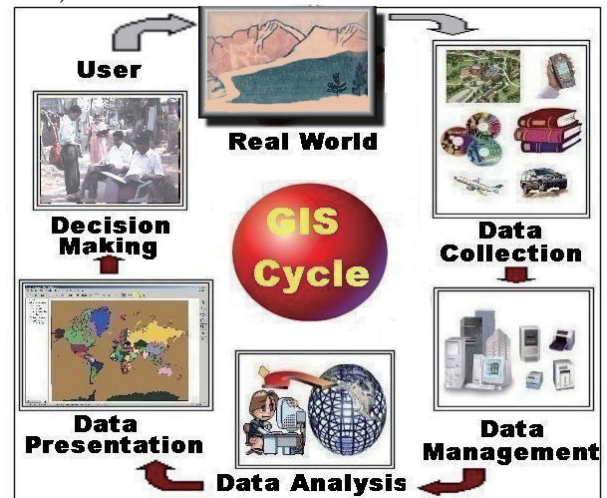 User
Real World
GIS
Cycle
Data
Collection
Data
Management
Data Analysis
Data
Presentation
Decision
Making